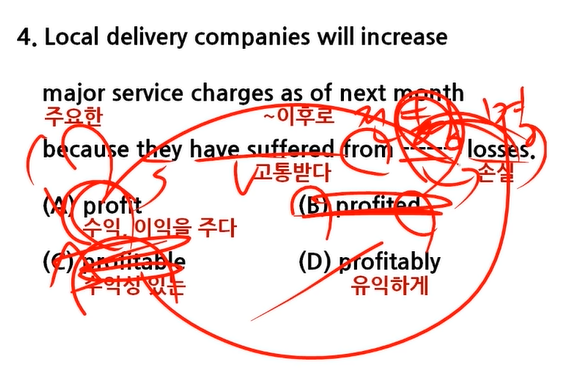 4. Local delivery companies will increase
major service charges as of next month
주요한 ~이후로
because they have suffered from ------ losses.
고통받다 손실
(A) profit (B) profited
수익, 이익을 주다
(C) profitable (D) profitably
수익성 있는 유익하게